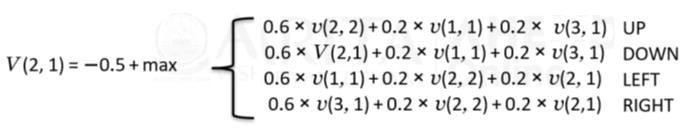 0.6 × υ(2, 2) + 0.2 × υ(1, 1) + 0.2 × υ(3, 1) UP
0.6 × V(2,1) + 0.2 × υ(1, 1) + 0.2 × υ(3, 1) DOWN
V(2, 1) = −0.5 + max
0.6 × υ(1, 1) + 0.2 × υ(2, 2) + 0.2 × υ(2, 1) LEFT
0.6 × υ(3, 1) + 0.2 × υ(2, 2) + 0.2 × υ(2,1) RIGHT